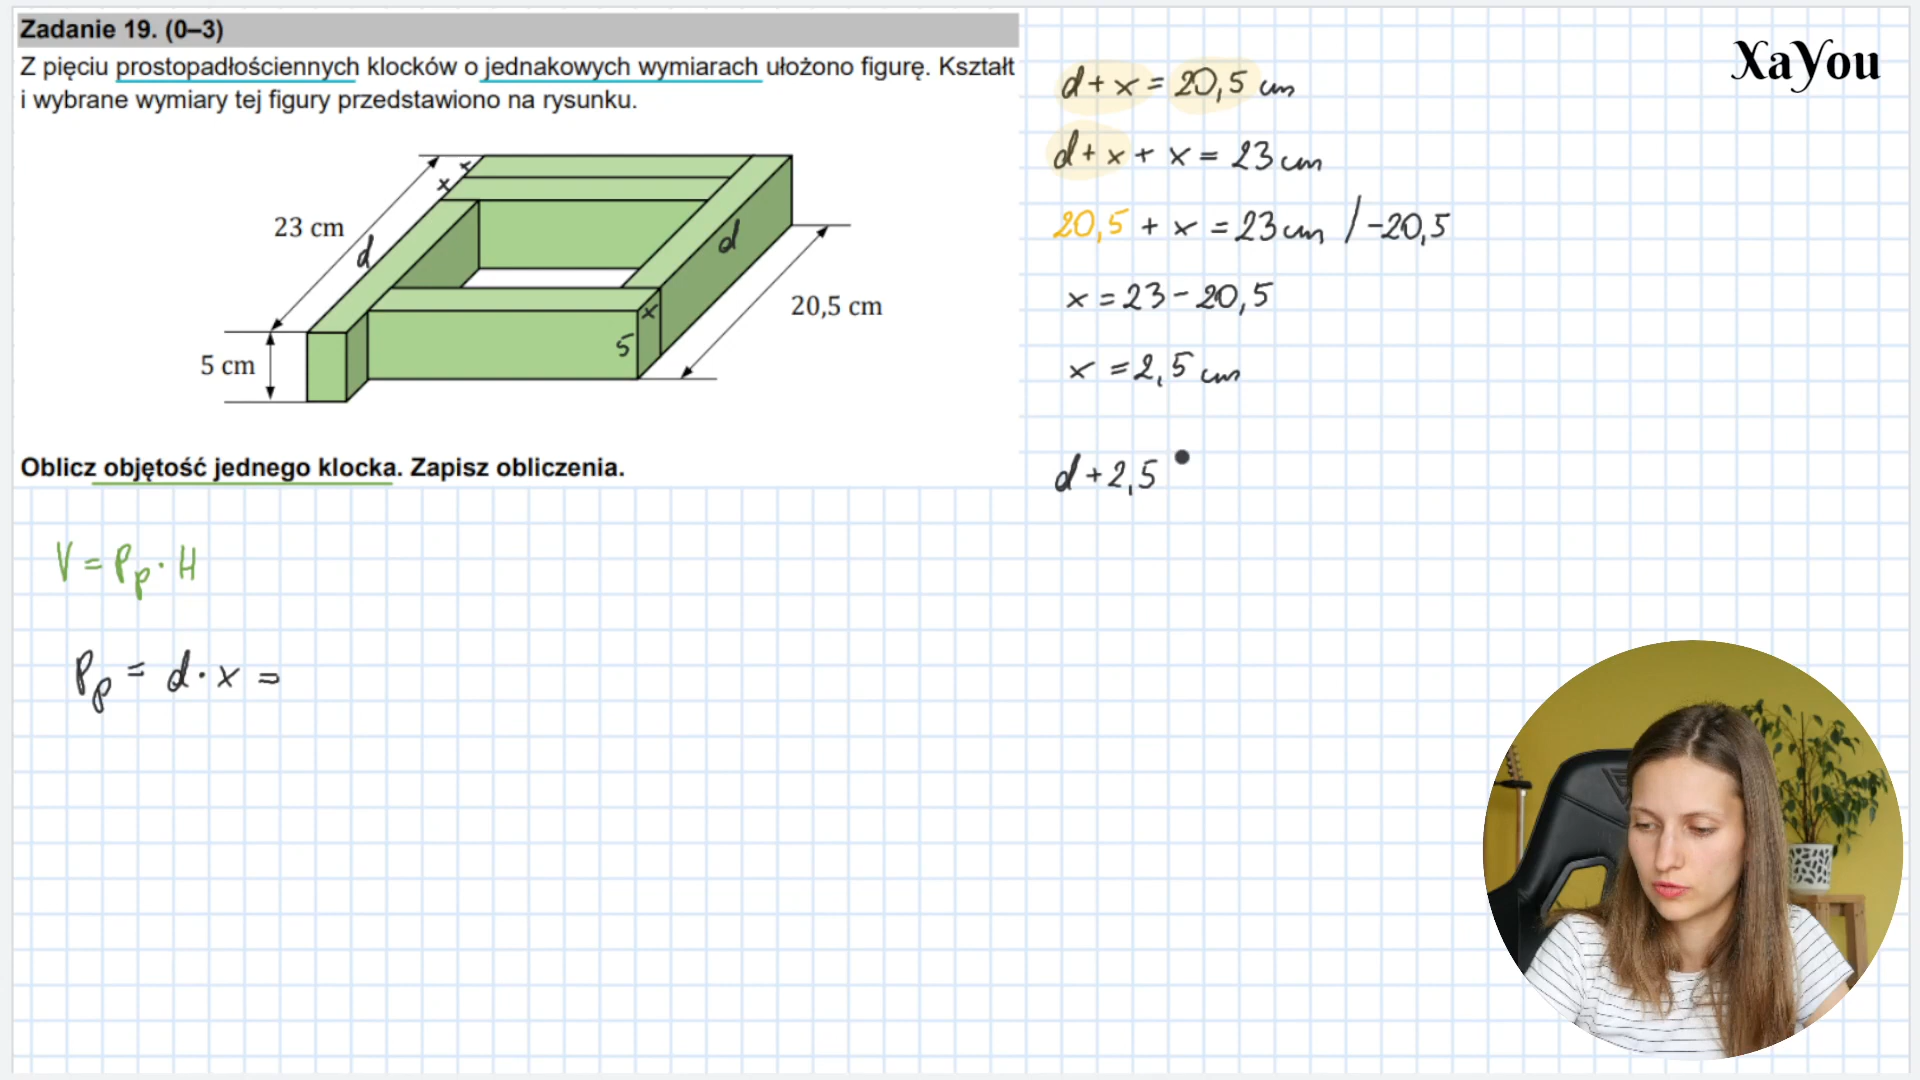 Zadanie 19. (0–3)
Z pięciu prostopadłościennych klocków o jednakowych wymiarach ułożono figurę. Kształt
i wybrane wymiary tej figury przedstawiono na rysunku.
x
x
23 cm
d
d
20,5 cm
x
5
5 cm
Oblicz objętość jednego klocka. Zapisz obliczenia.
V = Pp · H
Pp = d · x =
XaYou
d + x = 20,5 cm
d + x + x = 23 cm
20,5 + x = 23 cm / -20,5
x = 23 - 20,5
x = 2,5 cm
d + 2,5